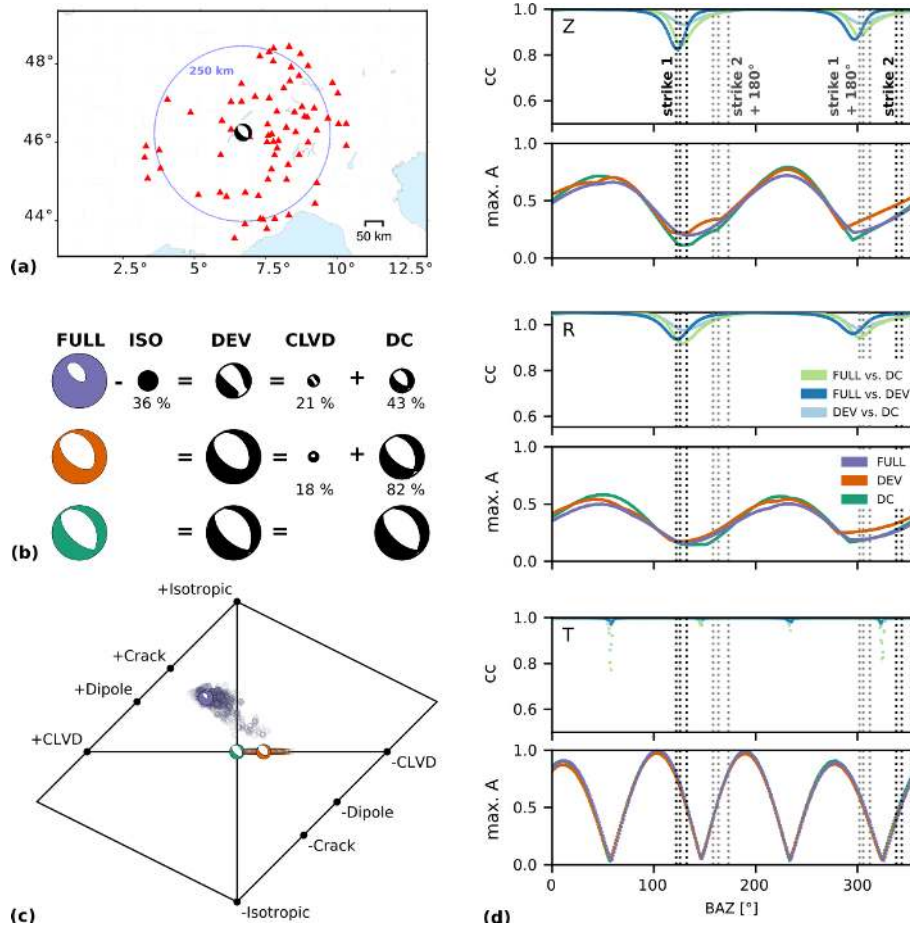 48°
46°
44°
250 km
50 km
(a)
2.5°
5°
7.5°
10°
12.5°
FULL ISO DEV CLVD DC
- = = +
36 % 21 % 43 %
= = +
18 % 82 %
= =
(b)
+Isotropic
+Crack
+Dipole
+CLVD
-CLVD
-Dipole
-Crack
-Isotropic
(c)
Z
cc
1.0
0.8
0.6
strike 1
strike 2
+ 180°
strike 1
+ 180°
strike 2
max. A
1.0
0.5
0.0
R
cc
1.0
0.8
0.6
FULL vs. DC
FULL vs. DEV
DEV vs. DC
max. A
1.0
0.5
0.0
FULL
DEV
DC
T
cc
1.0
0.8
0.6
max. A
1.0
0.5
0.0
0 100 200 300
BAZ [°]
(d)